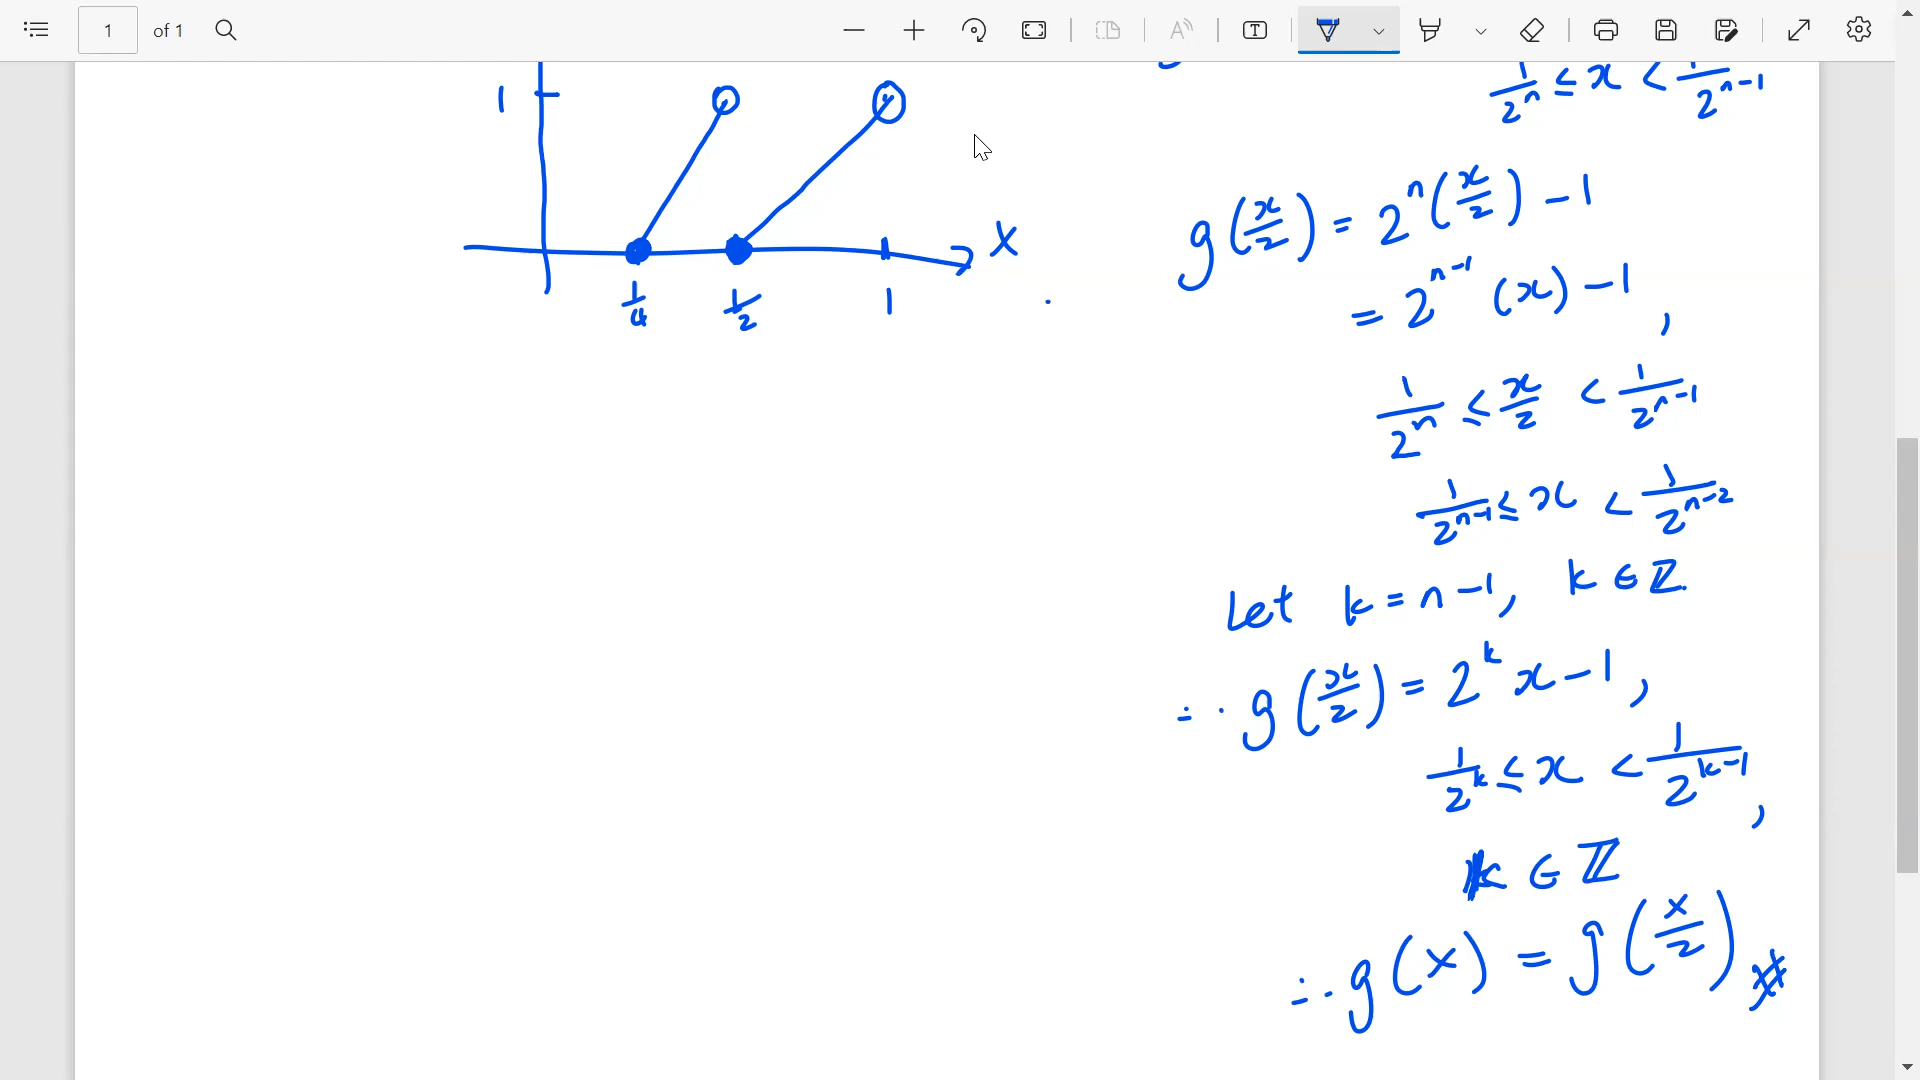 1 of 1
1/2^n ≤ x < 1/2^(n-1)
1
x
1/4 1/2 1
g(x/2) = 2^n (x/2) - 1
= 2^(n-1) (x) - 1 ,
1/2^n ≤ x/2 < 1/2^(n-1)
1/2^(n-1) ≤ x < 1/2^(n-2)
Let k = n-1, k ∈ ℤ.
∴ g(x/2) = 2^k x - 1 ,
1/2^k ≤ x < 1/2^(k-1) ,
k ∈ ℤ
∴ g(x) = g(x/2) #